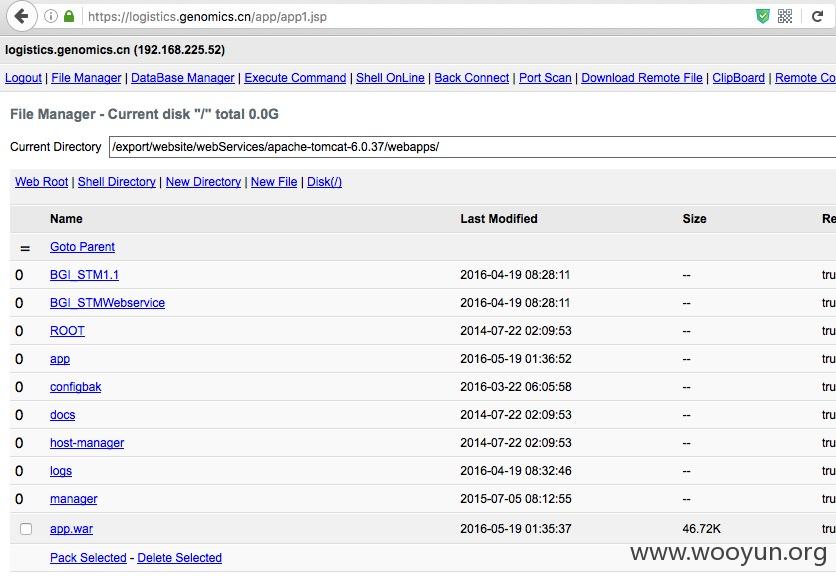 https://logistics.genomics.cn/app/app1.jsp
logistics.genomics.cn (192.168.225.52)
Logout | File Manager | DataBase Manager | Execute Command | Shell OnLine | Back Connect | Port Scan | Download Remote File | ClipBoard | Remote Co
File Manager - Current disk "/" total 0.0G
Current Directory /export/website/webServices/apache-tomcat-6.0.37/webapps/
Web Root | Shell Directory | New Directory | New File | Disk(/)
Name Last Modified Size Re
= Goto Parent
0 BGI_STM1.1 2016-04-19 08:28:11 -- tru
0 BGI_STMWebservice 2016-04-19 08:28:11 -- tru
0 ROOT 2014-07-22 02:09:53 -- tru
0 app 2016-05-19 01:36:52 -- tru
0 configbak 2016-03-22 06:05:58 -- tru
0 docs 2014-07-22 02:09:53 -- tru
0 host-manager 2014-07-22 02:09:53 -- tru
0 logs 2016-04-19 08:32:46 -- tru
0 manager 2015-07-05 08:12:55 -- tru
app.war 2016-05-19 01:35:37 46.72K tru
Pack Selected - Delete Selected
www.wooyun.org